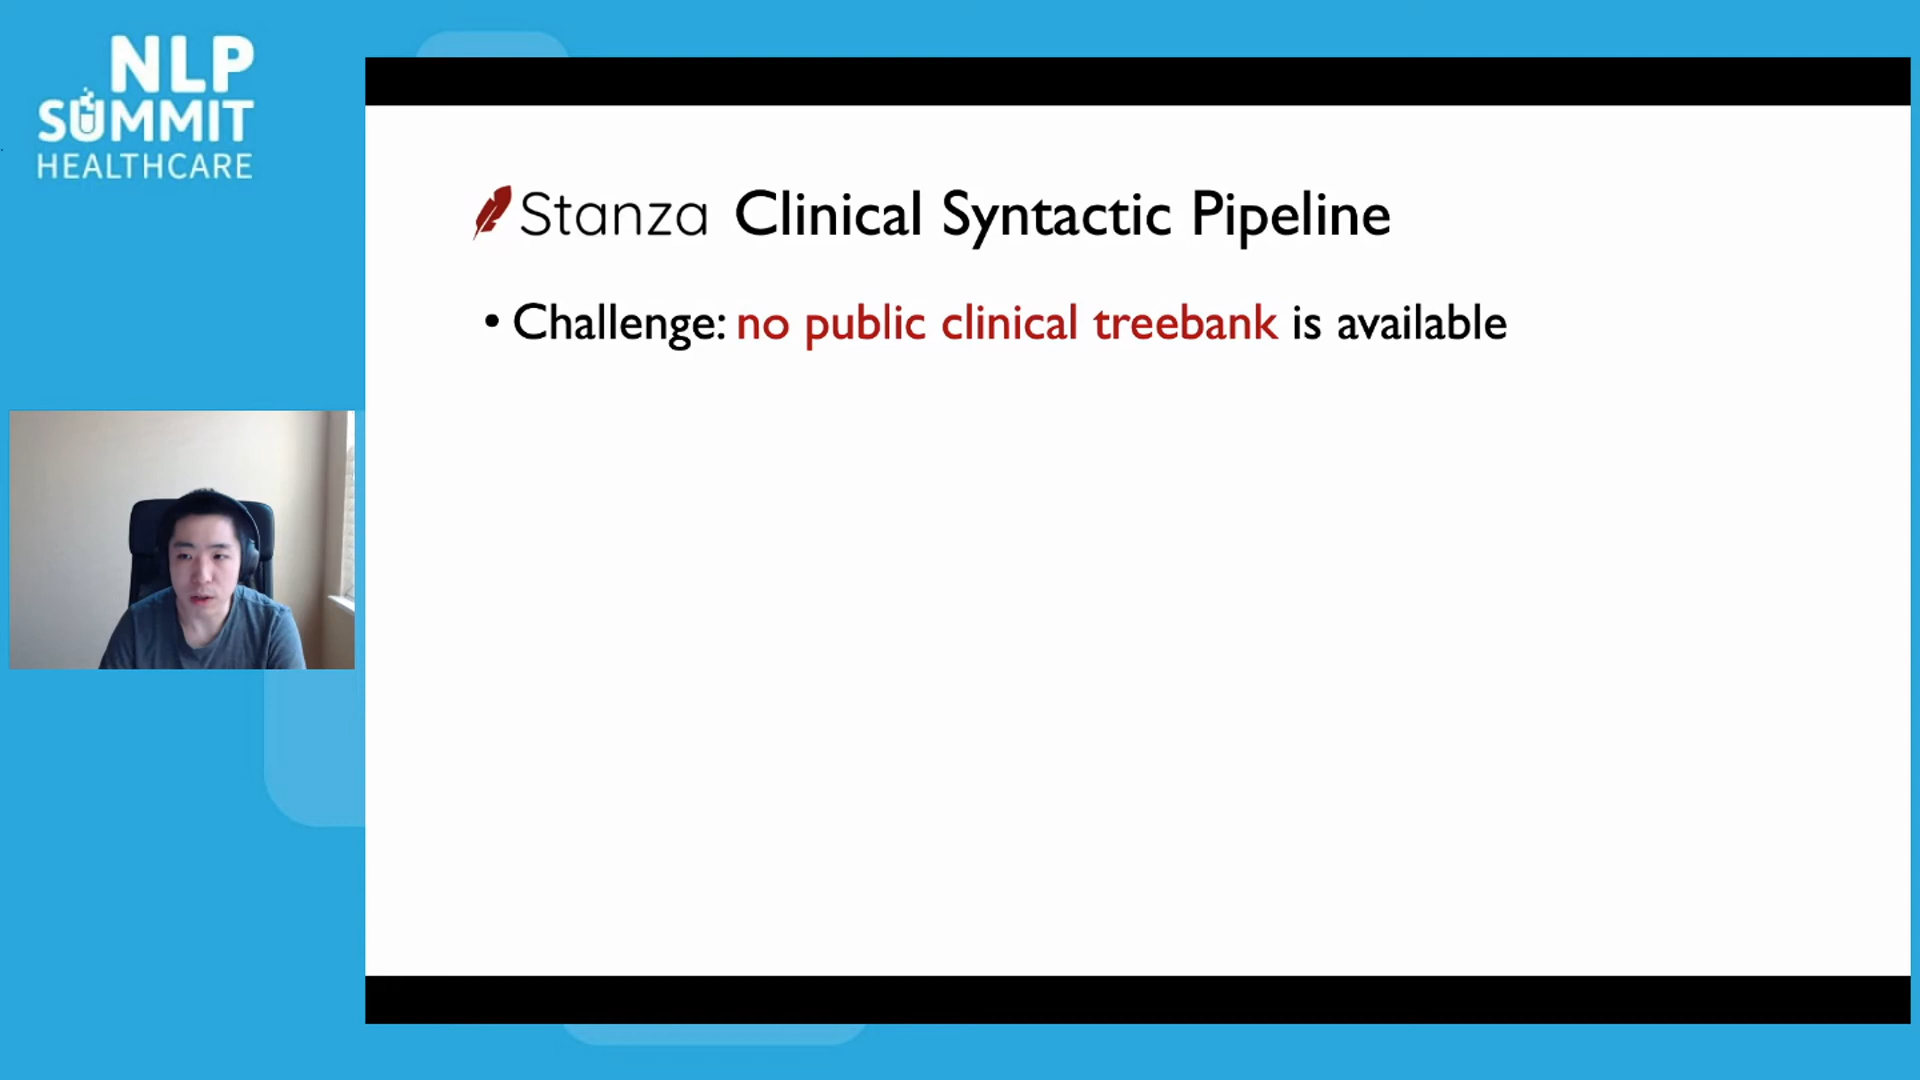 NLP
SUMMIT
HEALTHCARE
Stanza Clinical Syntactic Pipeline
• Challenge: no public clinical treebank is available